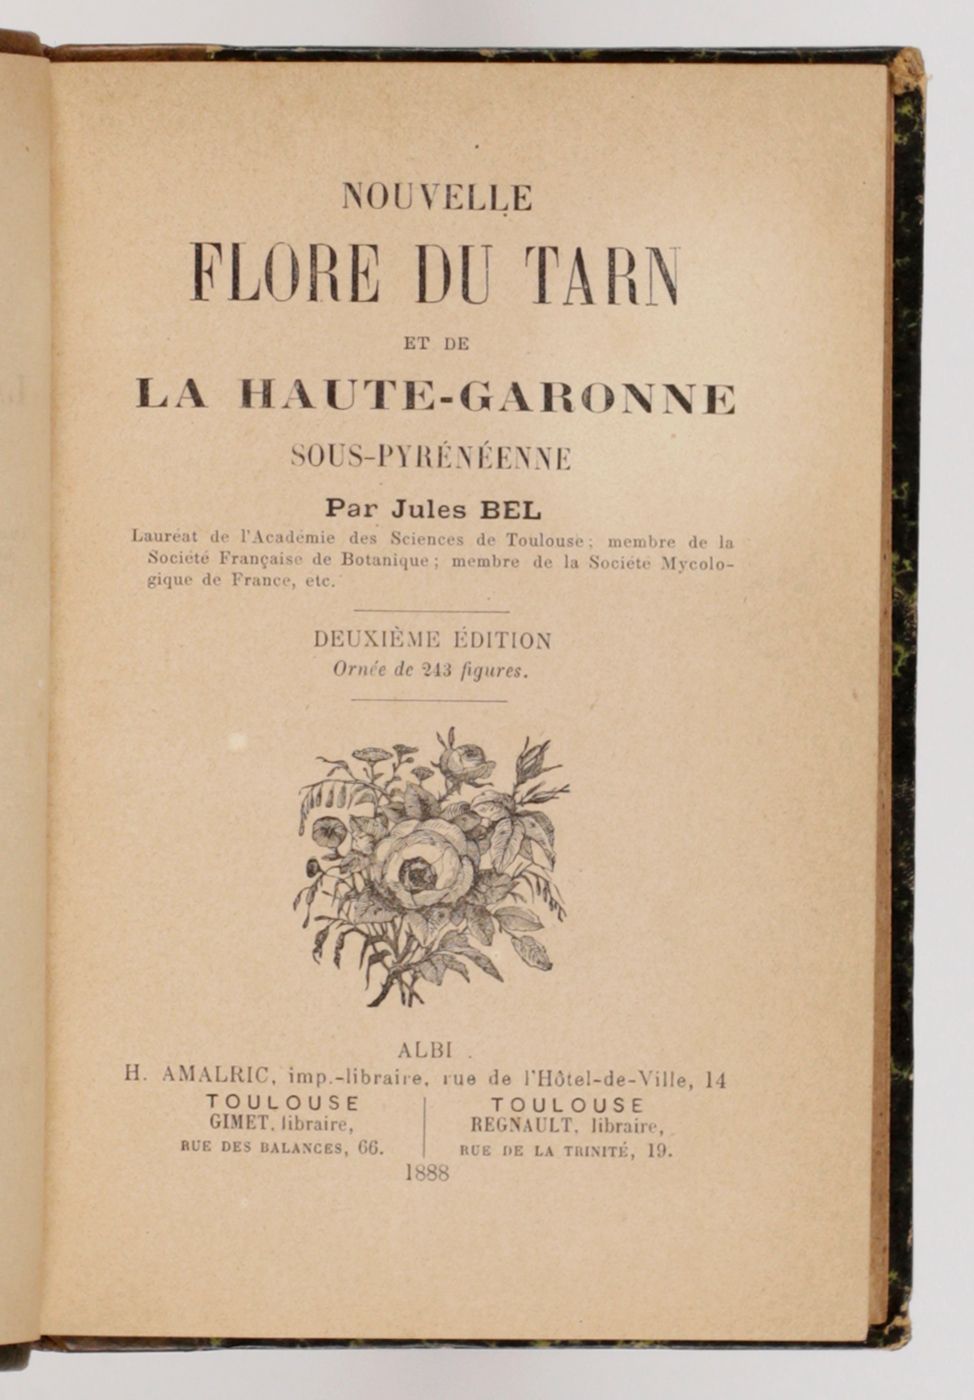 NOUVELLE
FLORE DU TARN
ET DE
LA HAUTE-GARONNE
SOUS-PYRÉNÉENNE
Par Jules BEL
Lauréat de l'Académie des Sciences de Toulouse; membre de la
Société Française de Botanique; membre de la Société Mycolo-
gique de France, etc.
DEUXIÈME ÉDITION
Ornée de 243 figures.
ALBI
H. AMALRIC, imp.-libraire, rue de l'Hôtel-de-Ville, 14
TOULOUSE
GIMET, libraire,
RUE DES BALANCES, 66.
TOULOUSE
REGNAULT, libraire,
RUE DE LA TRINITÉ, 19.
1888